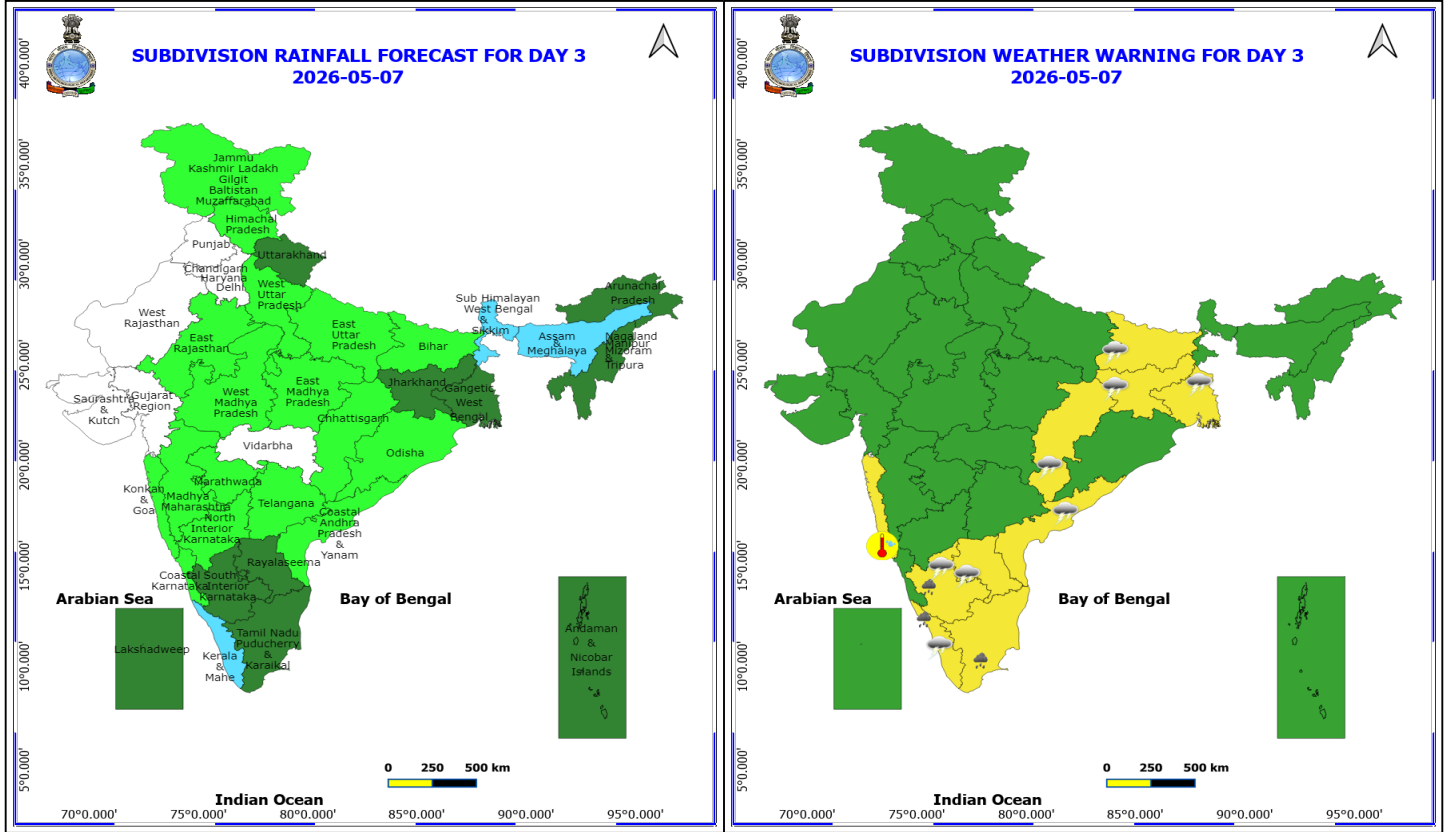 SUBDIVISION RAINFALL FORECAST FOR DAY 3
2026-05-07
Jammu
Kashmir Ladakh
Gilgit
Baltistan
Muzaffarabad
Himachal
Pradesh
Punjab
Uttarakhand
Chandigarh
Haryana
Delhi
West
Uttar
Pradesh
West
Rajasthan
East
Rajasthan
East
Uttar
Pradesh
Bihar
Sub Himalayan
West Bengal
&
Sikkim
Arunachal
Pradesh
Assam
&
Meghalaya
Nagaland
Manipur
Mizoram
&
Tripura
Saurashtra
&
Kutch
Gujarat
Region
West
Madhya
Pradesh
East
Madhya
Pradesh
Jharkhand
Gangetic
West
Bengal
Chhattisgarh
Vidarbha
Odisha
Konkan
&
Goa
Madhya
Maharashtra
Marathwada
Telangana
North
Interior
Karnataka
Coastal
Andhra
Pradesh
&
Yanam
Rayalaseema
Coastal
Karnataka
South
Interior
Karnataka
Arabian Sea
Bay of Bengal
Lakshadweep
Kerala
&
Mahe
Tamil Nadu
Puducherry
&
Karaikal
Andaman
&
Nicobar
Islands
0 250 500 km
Indian Ocean
40°0.000'
35°0.000'
30°0.000'
25°0.000'
20°0.000'
15°0.000'
10°0.000'
5°0.000'
70°0.000' 75°0.000' 80°0.000' 85°0.000' 90°0.000' 95°0.000'
SUBDIVISION WEATHER WARNING FOR DAY 3
2026-05-07
Arabian Sea
Bay of Bengal
0 250 500 km
Indian Ocean
40°0.000'
35°0.000'
30°0.000'
25°0.000'
20°0.000'
15°0.000'
10°0.000'
5°0.000'
70°0.000' 75°0.000' 80°0.000' 85°0.000' 90°0.000' 95°0.000'